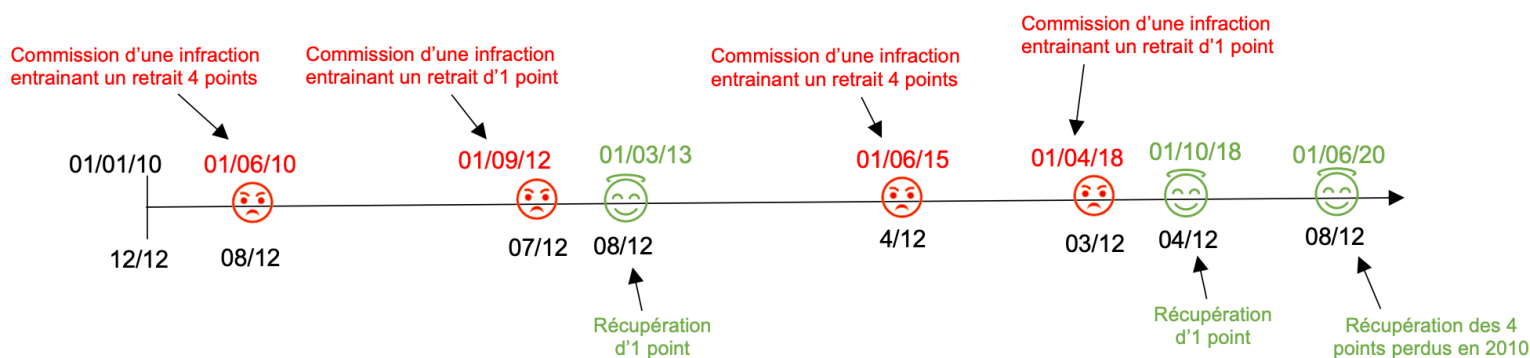 Commission d'une infraction
entrainant un retrait 4 points
Commission d'une infraction
entrainant un retrait d'1 point
Commission d'une infraction
entrainant un retrait 4 points
Commission d'une infraction
entrainant un retrait d'1 point
01/01/10
01/06/10
01/09/12
01/03/13
01/06/15
01/04/18
01/10/18
01/06/20
12/12
08/12
07/12
08/12
4/12
03/12
04/12
08/12
Récupération
d'1 point
Récupération
d'1 point
Récupération des 4
points perdus en 2010